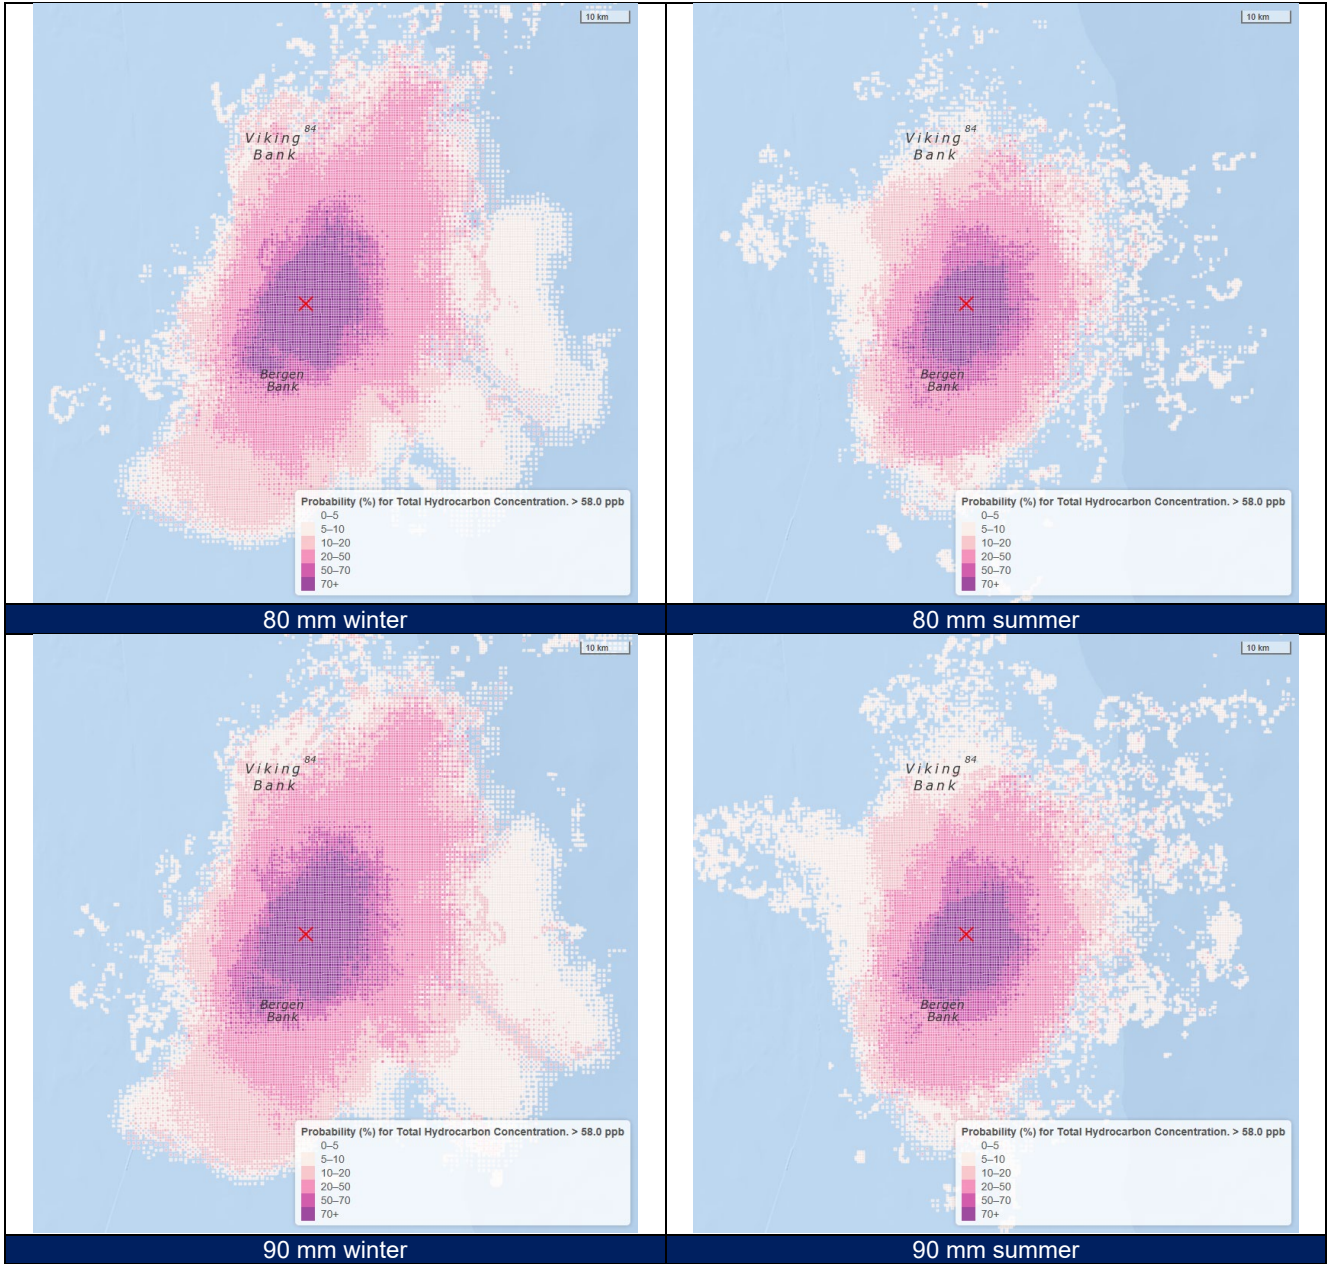 10 km
84
Viking
Bank
Bergen
Bank
Probability (%) for Total Hydrocarbon Concentration. > 58.0 ppb
0–5
5–10
10–20
20–50
50–70
70+
10 km
84
Viking
Bank
Bergen
Bank
Probability (%) for Total Hydrocarbon Concentration. > 58.0 ppb
0–5
5–10
10–20
20–50
50–70
70+
80 mm winter
80 mm summer
10 km
84
Viking
Bank
Bergen
Bank
Probability (%) for Total Hydrocarbon Concentration. > 58.0 ppb
0–5
5–10
10–20
20–50
50–70
70+
10 km
84
Viking
Bank
Bergen
Bank
Probability (%) for Total Hydrocarbon Concentration. > 58.0 ppb
0–5
5–10
10–20
20–50
50–70
70+
90 mm winter
90 mm summer